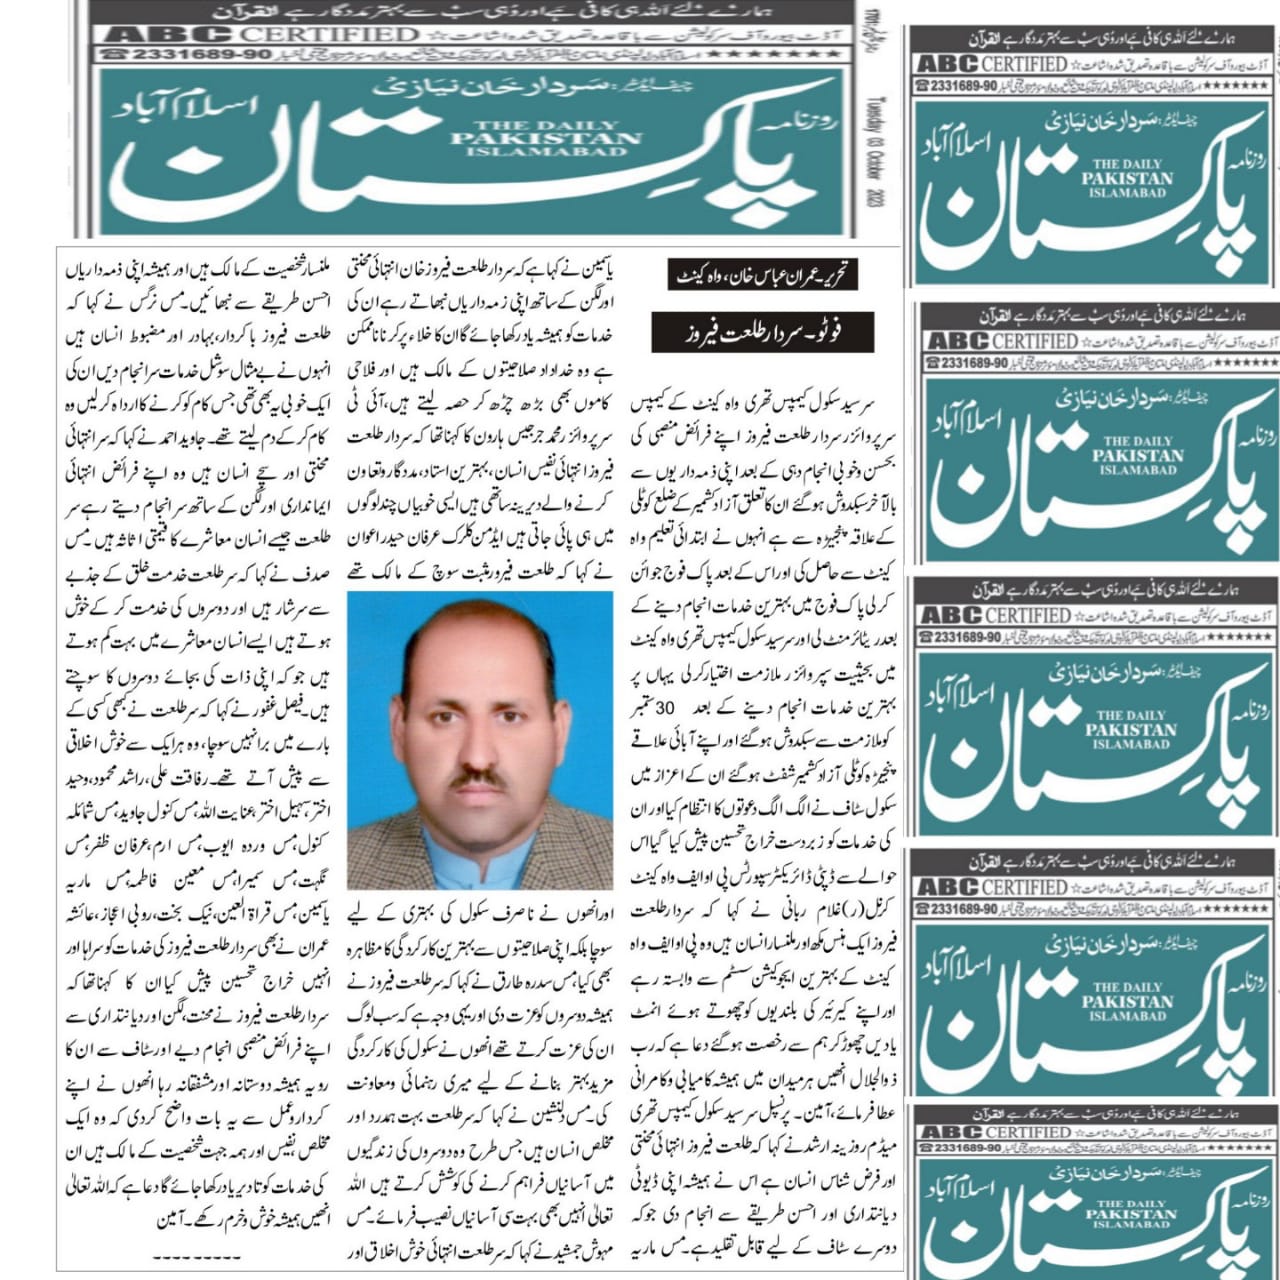 ہمارے لئے اللہ ہی کافی ہے اور وہی سب سے بہتر مددگار ہے القرآن
ABC CERTIFIED ☆ آڈٹ بیورو آف سرکولیشن سے باقاعدہ تصدیق شدہ اشاعت
☎2331689-90 ★★★★★★★
چیف ایڈیٹر: سردار خان نیازی
روزنامہ
پاکستان
اسلام آباد
THE DAILY
PAKISTAN
ISLAMABAD
Tuesday 03 October 2023
تحریر۔ عمران عباس خان، واہ کینٹ
فوٹو۔ سردار طلعت فیروز
سرسید سکول کیمپس تھری واہ کینٹ کے کیمپس
سرپروائزر سردار طلعت فیروز اپنے فرائض منصبی کی
بحسن وخوبی انجام دہی کے بعد اپنی ذمہ داریوں سے
بالآخر سبکدوش ہوگئے ان کا تعلق آزاد کشمیر کے ضلع کوٹلی
کے علاقہ پنجیڑہ سے ہے انہوں نے ابتدائی تعلیم واہ
کینٹ سے حاصل کی اور اس کے بعد پاک فوج جوائن
کرلی پاک فوج میں بہترین خدمات انجام دینے کے
بعد ریٹائرمنٹ لی اور سرسید سکول کیمپس تھری واہ کینٹ
میں بحیثیت سپروائزر ملازمت اختیار کرلی یہاں پر
بہترین خدمات انجام دینے کے بعد 30 ستمبر
کو ملازمت سے سبکدوش ہوگئے اور اپنے آبائی علاقے
پنجیڑہ کوٹلی آزاد کشمیر شفٹ ہوگئے ان کے اعزاز میں
سکول سٹاف نے الگ الگ دعوتوں کا انتظام کیا اور ان
کی خدمات کو زبردست خراج تحسین پیش کیا گیا اس
حوالے سے ڈپٹی ڈائریکٹر سپورٹس پی او ایف واہ کینٹ
کرنل (ر) غلام ربانی نے کہا کہ سردار طلعت
فیروز ایک ہنس مکھ اور ملنسار انسان ہیں وہ پی او ایف واہ
کینٹ کے بہترین ایجوکیشن سسٹم سے وابستہ رہے
اور اپنے کیرئیر کی بلندیوں کو چھوتے ہوئے انمٹ
یادیں چھوڑ کر ہم سے رخصت ہوگئے دعا ہے کہ رب
ذوالجلال انھیں ہر میدان میں ہمیشہ کامیابی وکامرانی
عطا فرمائے، آمین۔ پرنسپل سرسید سکول کیمپس تھری
میڈم روزینہ ارشد نے کہا کہ طلعت فیروز انتہائی محنتی
اور فرض شناس انسان ہے اس نے ہمیشہ اپنی ڈیوٹی
دیانتداری اور احسن طریقے سے انجام دی جو کہ
دوسرے سٹاف کے لیے قابل تقلید ہے۔ مس ماریہ
یاسمین نے کہا ہے کہ سردار طلعت فیروز خان انتہائی محنتی
اور لگن کے ساتھ اپنی زمہ داریاں نبھاتے رہے ان کی
خدمات کو ہمیشہ یاد رکھا جائے گا ان کا خلاء پر کرنا ناممکن
ہے وہ خداداد صلاحیتوں کے مالک ہیں اور فلاحی
کاموں بھی بڑھ چڑھ کر حصہ لیتے ہیں، آئی ٹی
سرپروائزر محمد جرجیس ہارون کا کہنا تھا کہ سردار طلعت
فیروز انتہائی نفیس انسان، بہترین استاد، مددگار وتعاون
کرنے والے دیرینہ ساتھی ہیں ایسی خوبیاں چند لوگوں
میں ہی پائی جاتی ہیں ایڈمن کلرک عرفان حیدر اعوان
نے کہا کہ طلعت فیروز مثبت سوچ کے مالک تھے
اور انھوں نے ناصرف سکول کی بہتری کے لیے
سوچا بلکہ اپنی صلاحیتوں سے بہترین کارکردگی کا مظاہرہ
بھی کیا، مس سدرہ طارق نے کہا کہ سر طلعت فیروز نے
ہمیشہ دوسروں کو عزت دی اور یہی وجہ ہے کہ سب لوگ
ان کی عزت کرتے تھے انھوں نے سکول کی کارکردگی
مزید بہتر بنانے کے لیے میری رہنمائی ومعاونت
کی۔ مس دلنشین نے کہا کہ سر طلعت بہت ہمدرد اور
مخلص انسان ہیں جس طرح وہ دوسروں کی زندگیوں
میں آسانیاں فراہم کرنے کی کوشش کرتے ہیں اللہ
تعالیٰ انہیں بھی بہت سی آسانیاں نصیب فرمائے۔ مس
مہوش جمشید نے کہا کہ سر طلعت انتہائی خوش اخلاق اور
ملنسار شخصیت کے مالک ہیں اور ہمیشہ اپنی ذمہ داریاں
احسن طریقے سے نبھائیں۔ مس نرگس نے کہا کہ
طلعت فیروز باکردار، بہادر اور مضبوط انسان ہیں
انہوں نے بے مثال سوشل خدمات سرانجام دیں ان کی
ایک خوبی یہ بھی تھی جس کام کو کرنے کا ارداہ کرلیں وہ
کام کر کے دم لیتے تھے۔ جاوید احمد نے کہا کہ سر انتہائی
محنتی اور سچے انسان ہیں وہ اپنے فرائض انتہائی
ایمانداری اور لگن کے ساتھ سرانجام دیتے رہے سر
طلعت جیسے انسان معاشرے کا قیمتی اثاثہ ہیں۔ مس
صدف نے کہا کہ سر طلعت خدمت خلق کے جذبے
سے سرشار ہیں اور دوسروں کی خدمت کر کے خوش
ہوتے ہیں ایسے انسان معاشرے میں بہت کم ہوتے
ہیں جو کہ اپنی ذات کی بجائے دوسروں کا سوچتے
ہیں۔ فیصل غفور نے کہا کہ سر طلعت نے کبھی کسی کے
بارے میں برا نہیں سوچا، وہ ہر ایک سے خوش اخلاقی
سے پیش آتے تھے۔ رفاقت علی، راشد محمود، وحید
اختر، سہیل اختر، عنایت اللہ، مس کنول جاوید، مس شمائلہ
کنول، مس وردہ ایوب، مس ارم، عرفان ظفر، مس
نگہت، مس سمیرا، مس معین فاطمہ، مس ماریہ
یاسمین، مس قراۃ العین، نیک بخت، روبی اعجاز، عائشہ
عمران نے بھی سردار طلعت فیروز کی خدمات کو سراہا اور
انہیں خراج تحسین پیش کیا ان کا کہنا تھا کہ
سردار طلعت فیروز نے محنت، لگن اور دیانتداری سے
اپنے فرائض منصبی انجام دیے اور سٹاف سے ان کا
رویہ ہمیشہ دوستانہ اور مشفقانہ رہا انھوں نے اپنے
کردار وعمل سے یہ بات واضح کردی کہ وہ ایک
مخلص، نفیس اور ہمہ جہت شخصیت کے مالک ہیں ان
کی خدمات کو تادیر یاد رکھا جائے گا دعا ہے کہ اللہ تعالیٰ
انھیں ہمیشہ خوش وخرم رکھے۔ آمین
ہمارے لئے اللہ ہی کافی ہے اور وہی سب سے بہتر مددگار ہے القرآن
ABC CERTIFIED ☆ آڈٹ بیورو آف سرکولیشن سے باقاعدہ تصدیق شدہ اشاعت
☎2331689-90 ★★★★★★★
چیف ایڈیٹر: سردار خان نیازی
روزنامہ
پاکستان
اسلام آباد
THE DAILY
PAKISTAN
ISLAMABAD
ہمارے لئے اللہ ہی کافی ہے اور وہی سب سے بہتر مددگار ہے القرآن
ABC CERTIFIED ☆ آڈٹ بیورو آف سرکولیشن سے باقاعدہ تصدیق شدہ اشاعت
☎2331689-90 ★★★★★★★
چیف ایڈیٹر: سردار خان نیازی
روزنامہ
پاکستان
اسلام آباد
THE DAILY
PAKISTAN
ISLAMABAD
ہمارے لئے اللہ ہی کافی ہے اور وہی سب سے بہتر مددگار ہے القرآن
ABC CERTIFIED ☆ آڈٹ بیورو آف سرکولیشن سے باقاعدہ تصدیق شدہ اشاعت
☎2331689-90 ★★★★★★★
چیف ایڈیٹر: سردار خان نیازی
روزنامہ
پاکستان
اسلام آباد
THE DAILY
PAKISTAN
ISLAMABAD
ہمارے لئے اللہ ہی کافی ہے اور وہی سب سے بہتر مددگار ہے القرآن
ABC CERTIFIED ☆ آڈٹ بیورو آف سرکولیشن سے باقاعدہ تصدیق شدہ اشاعت
☎2331689-90 ★★★★★★★
چیف ایڈیٹر: سردار خان نیازی
روزنامہ
پاکستان
اسلام آباد
THE DAILY
PAKISTAN
ISLAMABAD
ہمارے لئے اللہ ہی کافی ہے اور وہی سب سے بہتر مددگار ہے القرآن
ABC CERTIFIED ☆ آڈٹ بیورو آف سرکولیشن سے باقاعدہ تصدیق شدہ اشاعت
☎2331689-90 ★★★★★★★
چیف ایڈیٹر: سردار خان نیازی
روزنامہ
پاکستان
اسلام آباد
THE DAILY
PAKISTAN
ISLAMABAD